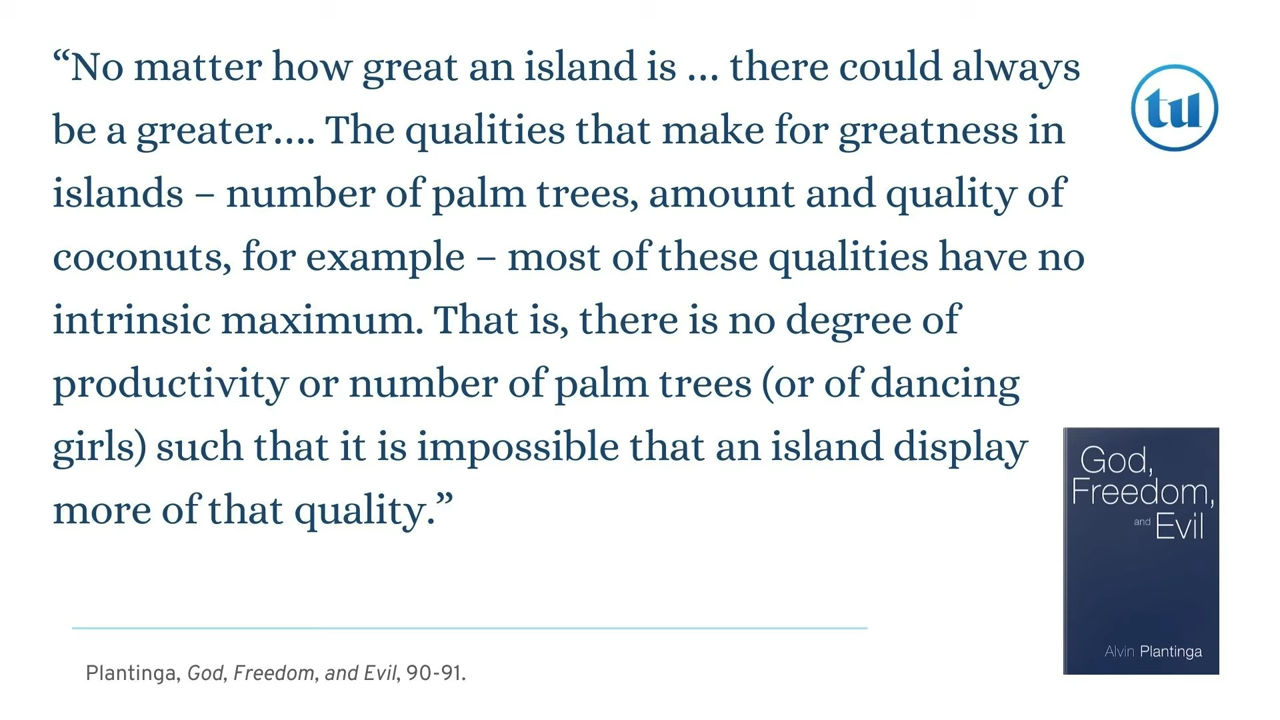 “No matter how great an island is ... there could always
be a greater.... The qualities that make for greatness in
islands – number of palm trees, amount and quality of
coconuts, for example – most of these qualities have no
intrinsic maximum. That is, there is no degree of
productivity or number of palm trees (or of dancing
girls) such that it is impossible that an island display
more of that quality.”
tu
God,
Freedom,
and Evil
Alvin Plantinga
Plantinga, God, Freedom, and Evil, 90-91.